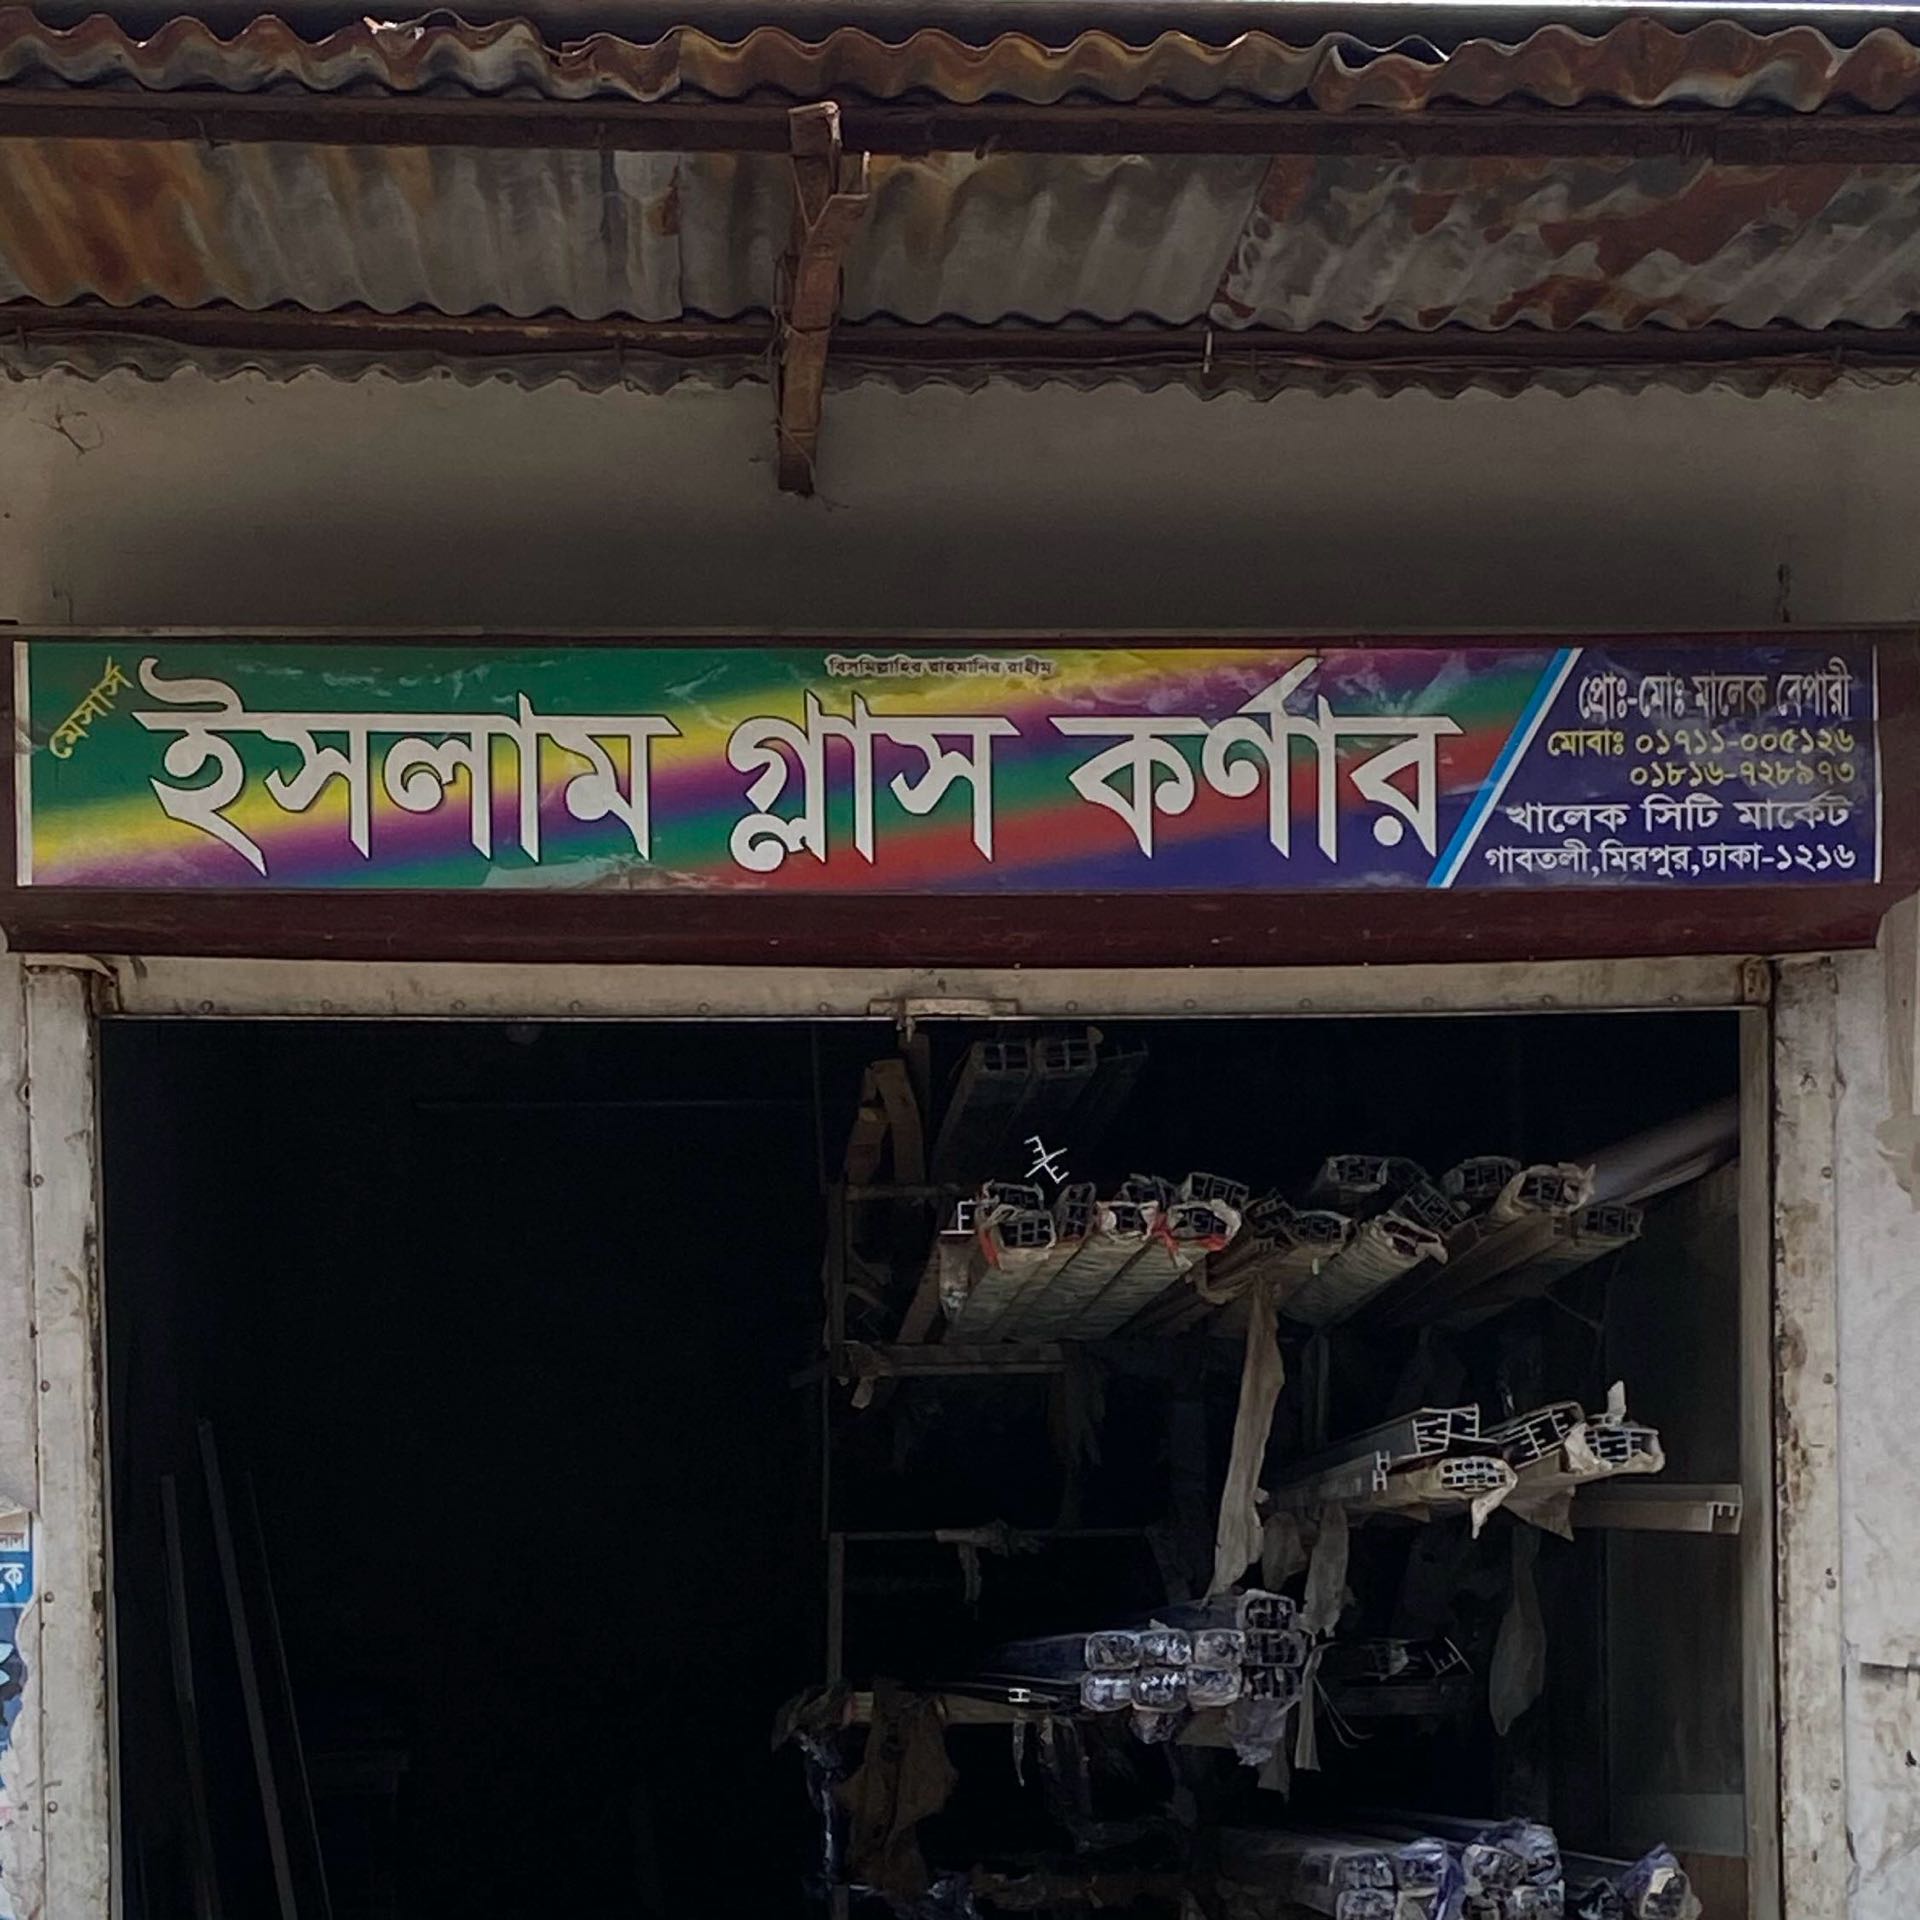 বিসমিল্লাহির রাহমানির রাহীম
মেসার্স
ইসলাম গ্লাস কর্ণার
প্রোঃ-মোঃ মালেক বেপারী
মোবাঃ ০১৭১১-০০৫১২৬
০১৮১৬-৭২৮৯৭৩
খালেক সিটি মার্কেট
গাবতলী,মিরপুর,ঢাকা-১২১৬